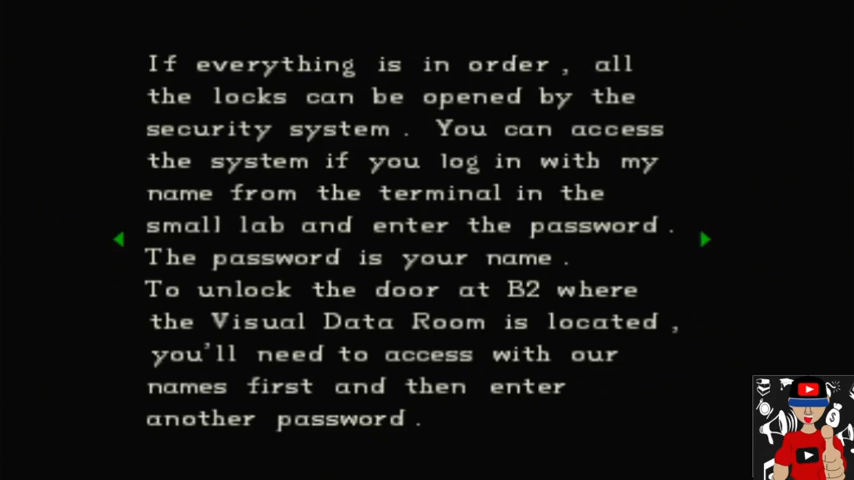 If everything is in order , all
the locks can be opened by the
security system . You can access
the system if you log in with my
name from the terminal in the
small lab and enter the password .
The password is your name .
To unlock the door at B2 where
the Visual Data Room is located ,
you'll need to access with our
names first and then enter
another password .